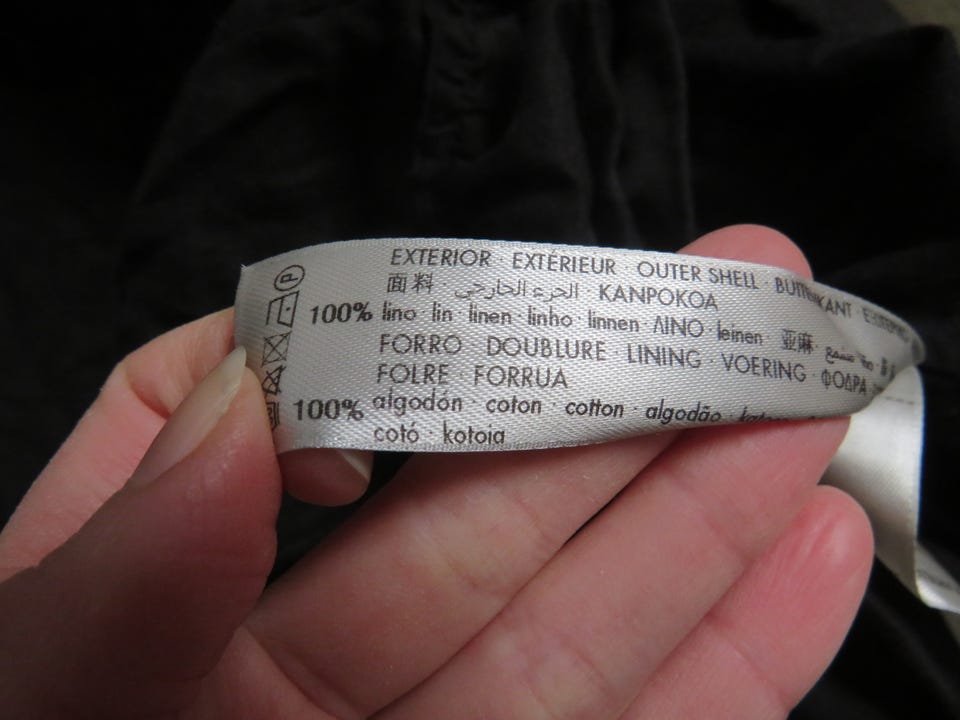 EXTERIOR EXTÉRIEUR · OUTER SHELL ·
面料 · الجزء الخارجي KANPOKOA
100% lino · lin linen · linho · linnen · ΛΙΝΟ leinen · 亚麻 ·
FORRO DOUBLURE · LINING · VOERING · ΦΟΔΡΑ
FOLRE FORRUA
100% algodón · coton · cotton · algodão ·
cotó · kotoia
P